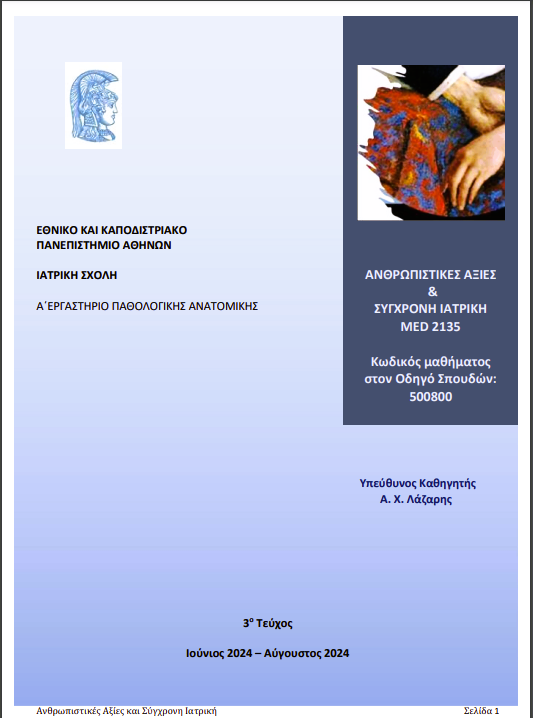 ΕΘΝΙΚΟ ΚΑΙ ΚΑΠΟΔΙΣΤΡΙΑΚΟ
ΠΑΝΕΠΙΣΤΗΜΙΟ ΑΘΗΝΩΝ
ΙΑΤΡΙΚΗ ΣΧΟΛΗ
Α΄ΕΡΓΑΣΤΗΡΙΟ ΠΑΘΟΛΟΓΙΚΗΣ ΑΝΑΤΟΜΙΚΗΣ
ΑΝΘΡΩΠΙΣΤΙΚΕΣ ΑΞΙΕΣ
&
ΣΥΓΧΡΟΝΗ ΙΑΤΡΙΚΗ
MED 2135
Κωδικός μαθήματος
στον Οδηγό Σπουδών:
500800
Υπεύθυνος Καθηγητής
Α. Χ. Λάζαρης
3ο Τεύχος
Ιούνιος 2024 – Αύγουστος 2024
Ανθρωπιστικές Αξίες και Σύγχρονη Ιατρική
Σελίδα 1